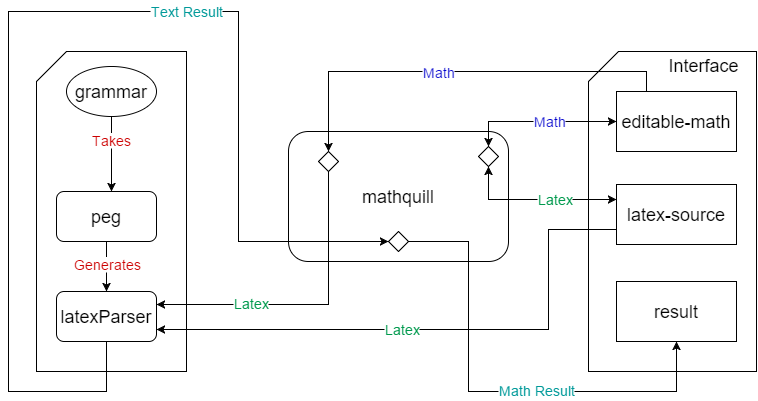 Text Result
Interface
Math
grammar
editable-math
Math
Takes
mathquill
Latex
latex-source
peg
Generates
Latex
latexParser
result
Latex
Math Result